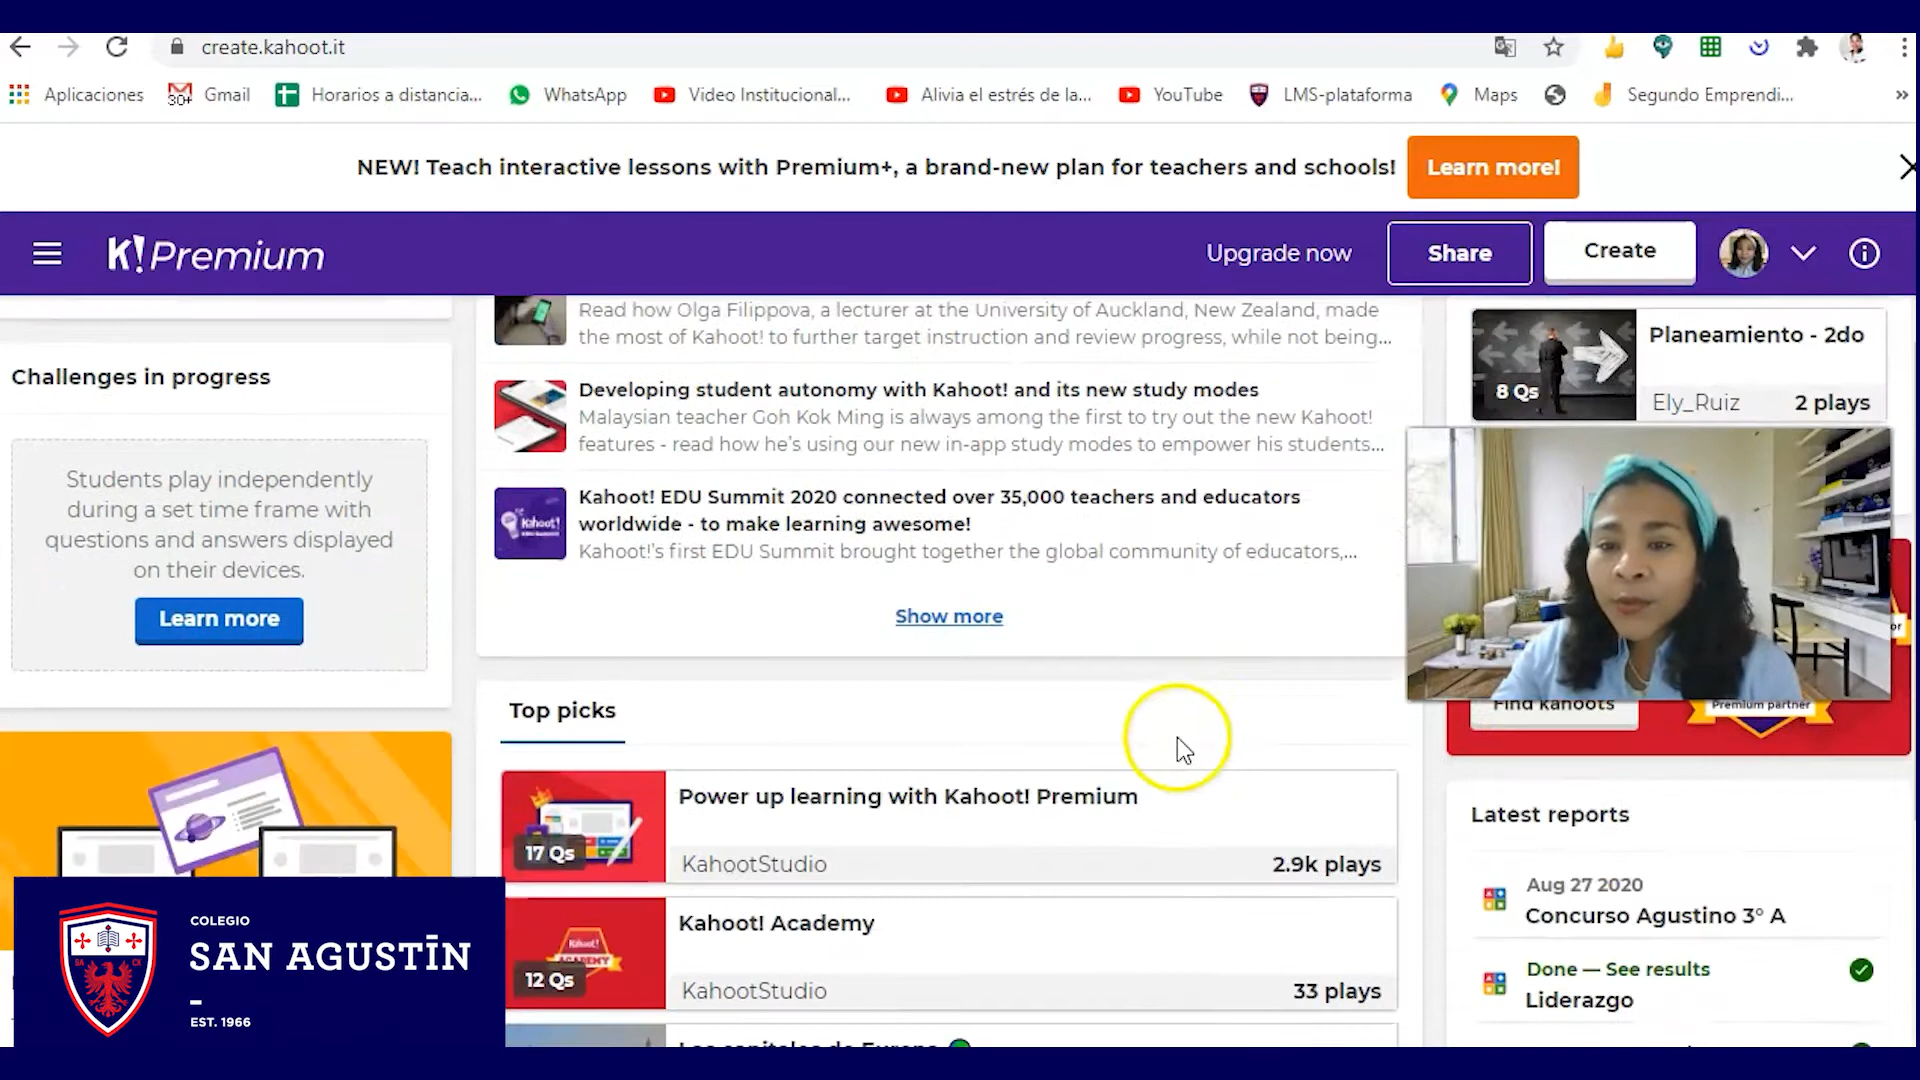 create.kahoot.it
Aplicaciones
30+ Gmail
Horarios a distancia...
WhatsApp
Video Institucional...
Alivia el estrés de la...
YouTube
LMS-plataforma
Maps
Segundo Emprendi...
»
NEW! Teach interactive lessons with Premium+, a brand-new plan for teachers and schools!
Learn more!
K! Premium
Upgrade now
Share
Create
Read how Olga Filippova, a lecturer at the University of Auckland, New Zealand, made
the most of Kahoot! to further target instruction and review progress, while not being...
Planeamiento - 2do
8 Qs
Ely_Ruiz
2 plays
Challenges in progress
Students play independently
during a set time frame with
questions and answers displayed
on their devices.
Learn more
Developing student autonomy with Kahoot! and its new study modes
Malaysian teacher Goh Kok Ming is always among the first to try out the new Kahoot!
features - read how he's using our new in-app study modes to empower his students...
Kahoot!
Kahoot! EDU Summit 2020 connected over 35,000 teachers and educators
worldwide - to make learning awesome!
Kahoot!'s first EDU Summit brought together the global community of educators,...
Show more
or
Find kahoots
Premium partner
Top picks
Power up learning with Kahoot! Premium
17 Qs
KahootStudio
2.9k plays
Kahoot! Academy
Kahoot!
ACADEMY
12 Qs
KahootStudio
33 plays
Las capitales de Europa
Latest reports
Aug 27 2020
Concurso Agustino 3° A
Done — See results
Liderazgo
COLEGIO
SAN AGUSTĪN
EST. 1966